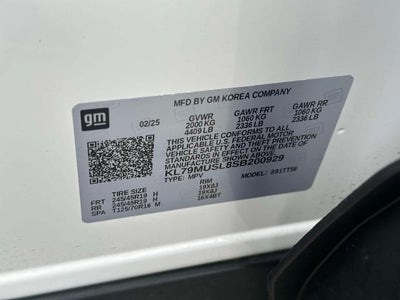 MFD BY GM KOREA COMPANY
gm
02/25 GVWR GAWR FRT GAWR RR
2000 KG 1060 KG 1060 KG
4409 LB 2336 LB 2336 LB
THIS VEHICLE CONFORMS TO ALL
APPLICABLE U.S. FEDERAL MOTOR
VEHICLE SAFETY AND THEFT PREVENTION
STANDARDS IN EFFECT ON THE DATE OF
MANUFACTURE SHOWN ABOVE.
KL79MUSL8SB200929
TYPE: MPV MODEL:
TIRE SIZE RIM
FRT 245/45R19 H 19X8J
RR 245/45R19 H 19X8J
SPA T125/70R16 M 16X4BT